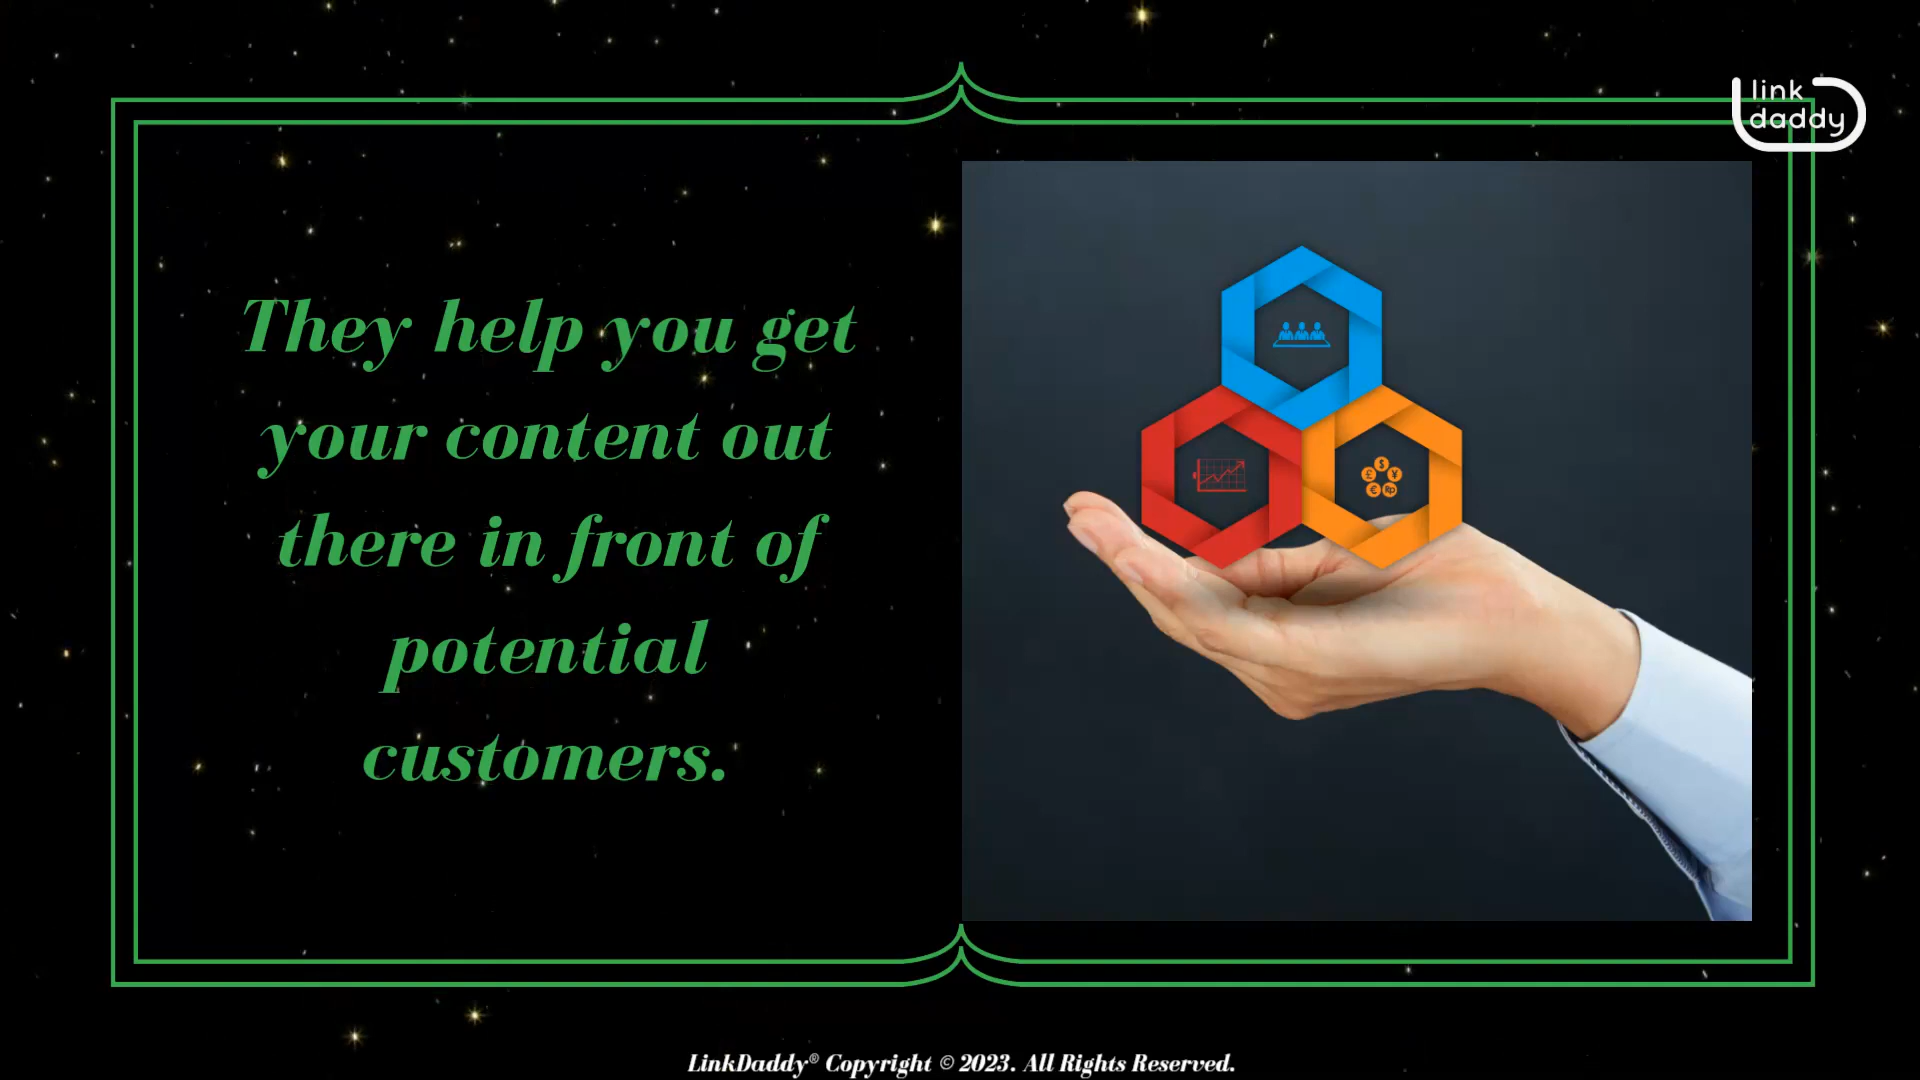 link
daddy
They help you get
your content out
there in front of
potential
customers.
$
£ ¥
€ Rp
LinkDaddy® Copyright © 2023. All Rights Reserved.